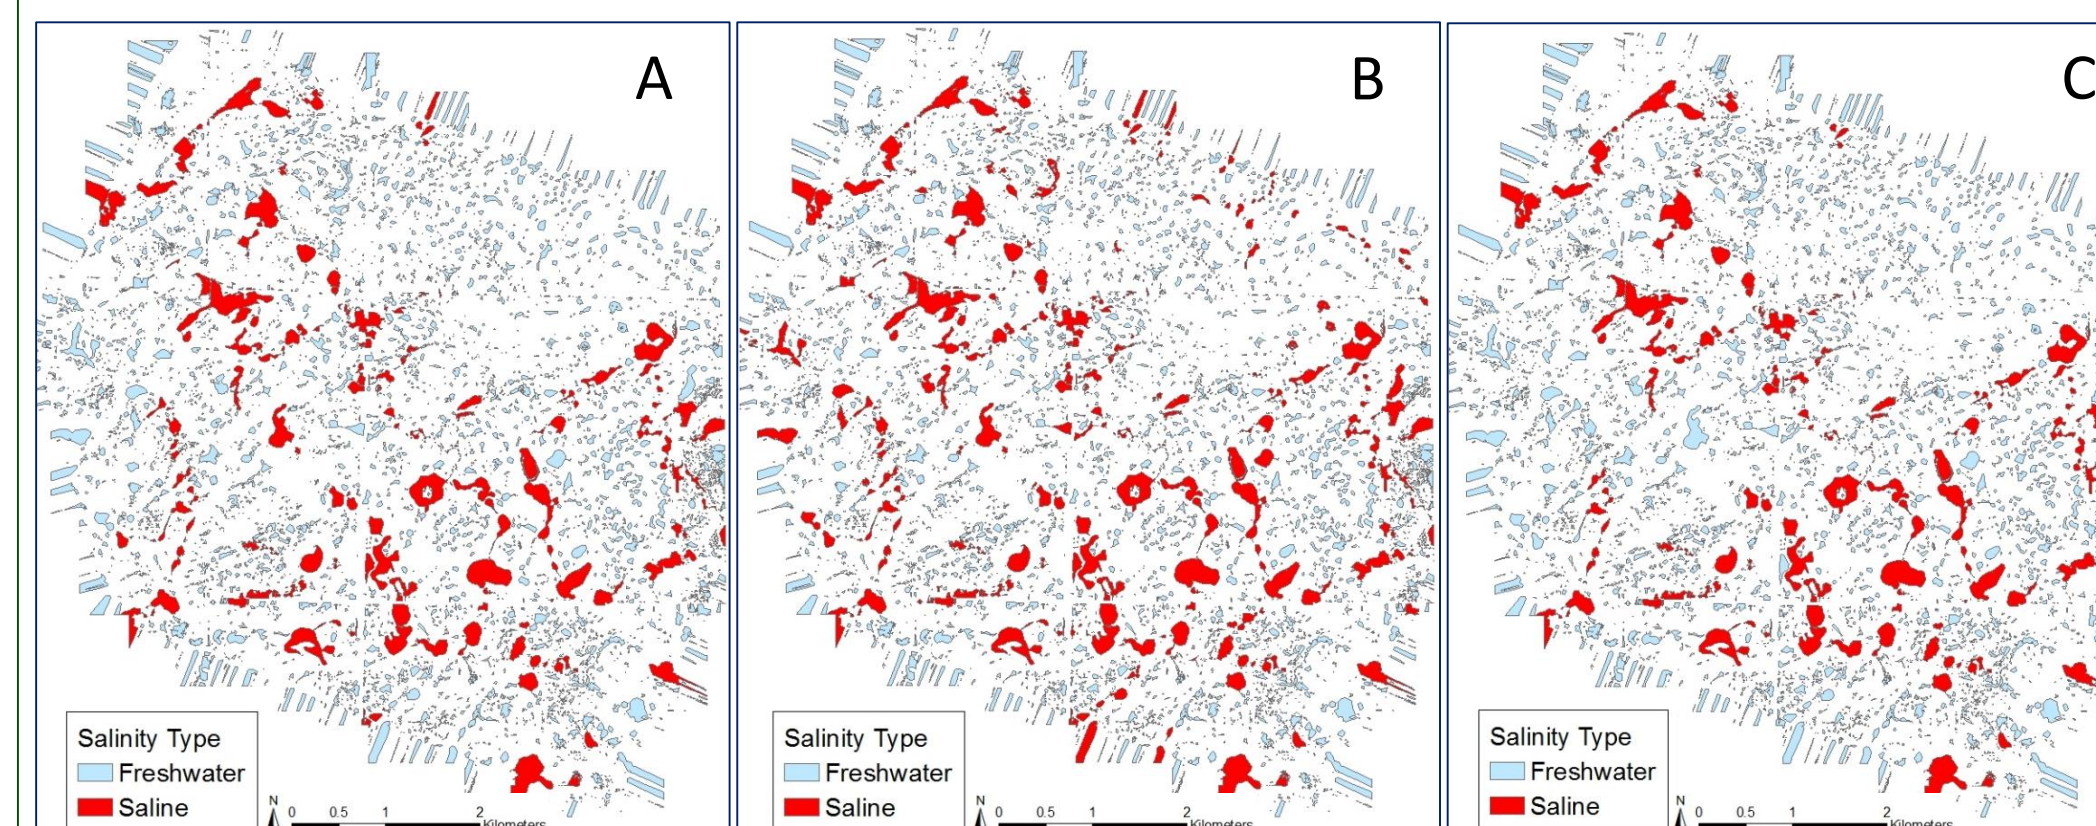 A
Salinity Type
Freshwater
Saline
N
0 0.5 1 2
Kilometers
B
Salinity Type
Freshwater
Saline
N
0 0.5 1 2
Kilometers
C
Salinity Type
Freshwater
Saline
N
0 0.5 1 2
Kilometers